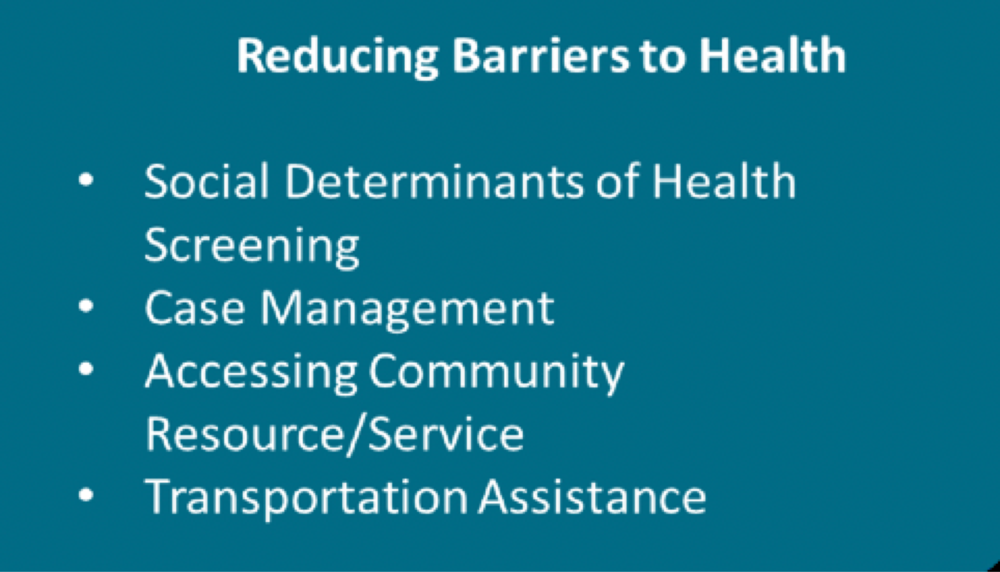 Reducing Barriers to Health
• Social Determinants of Health
Screening
• Case Management
• Accessing Community
Resource/Service
• Transportation Assistance